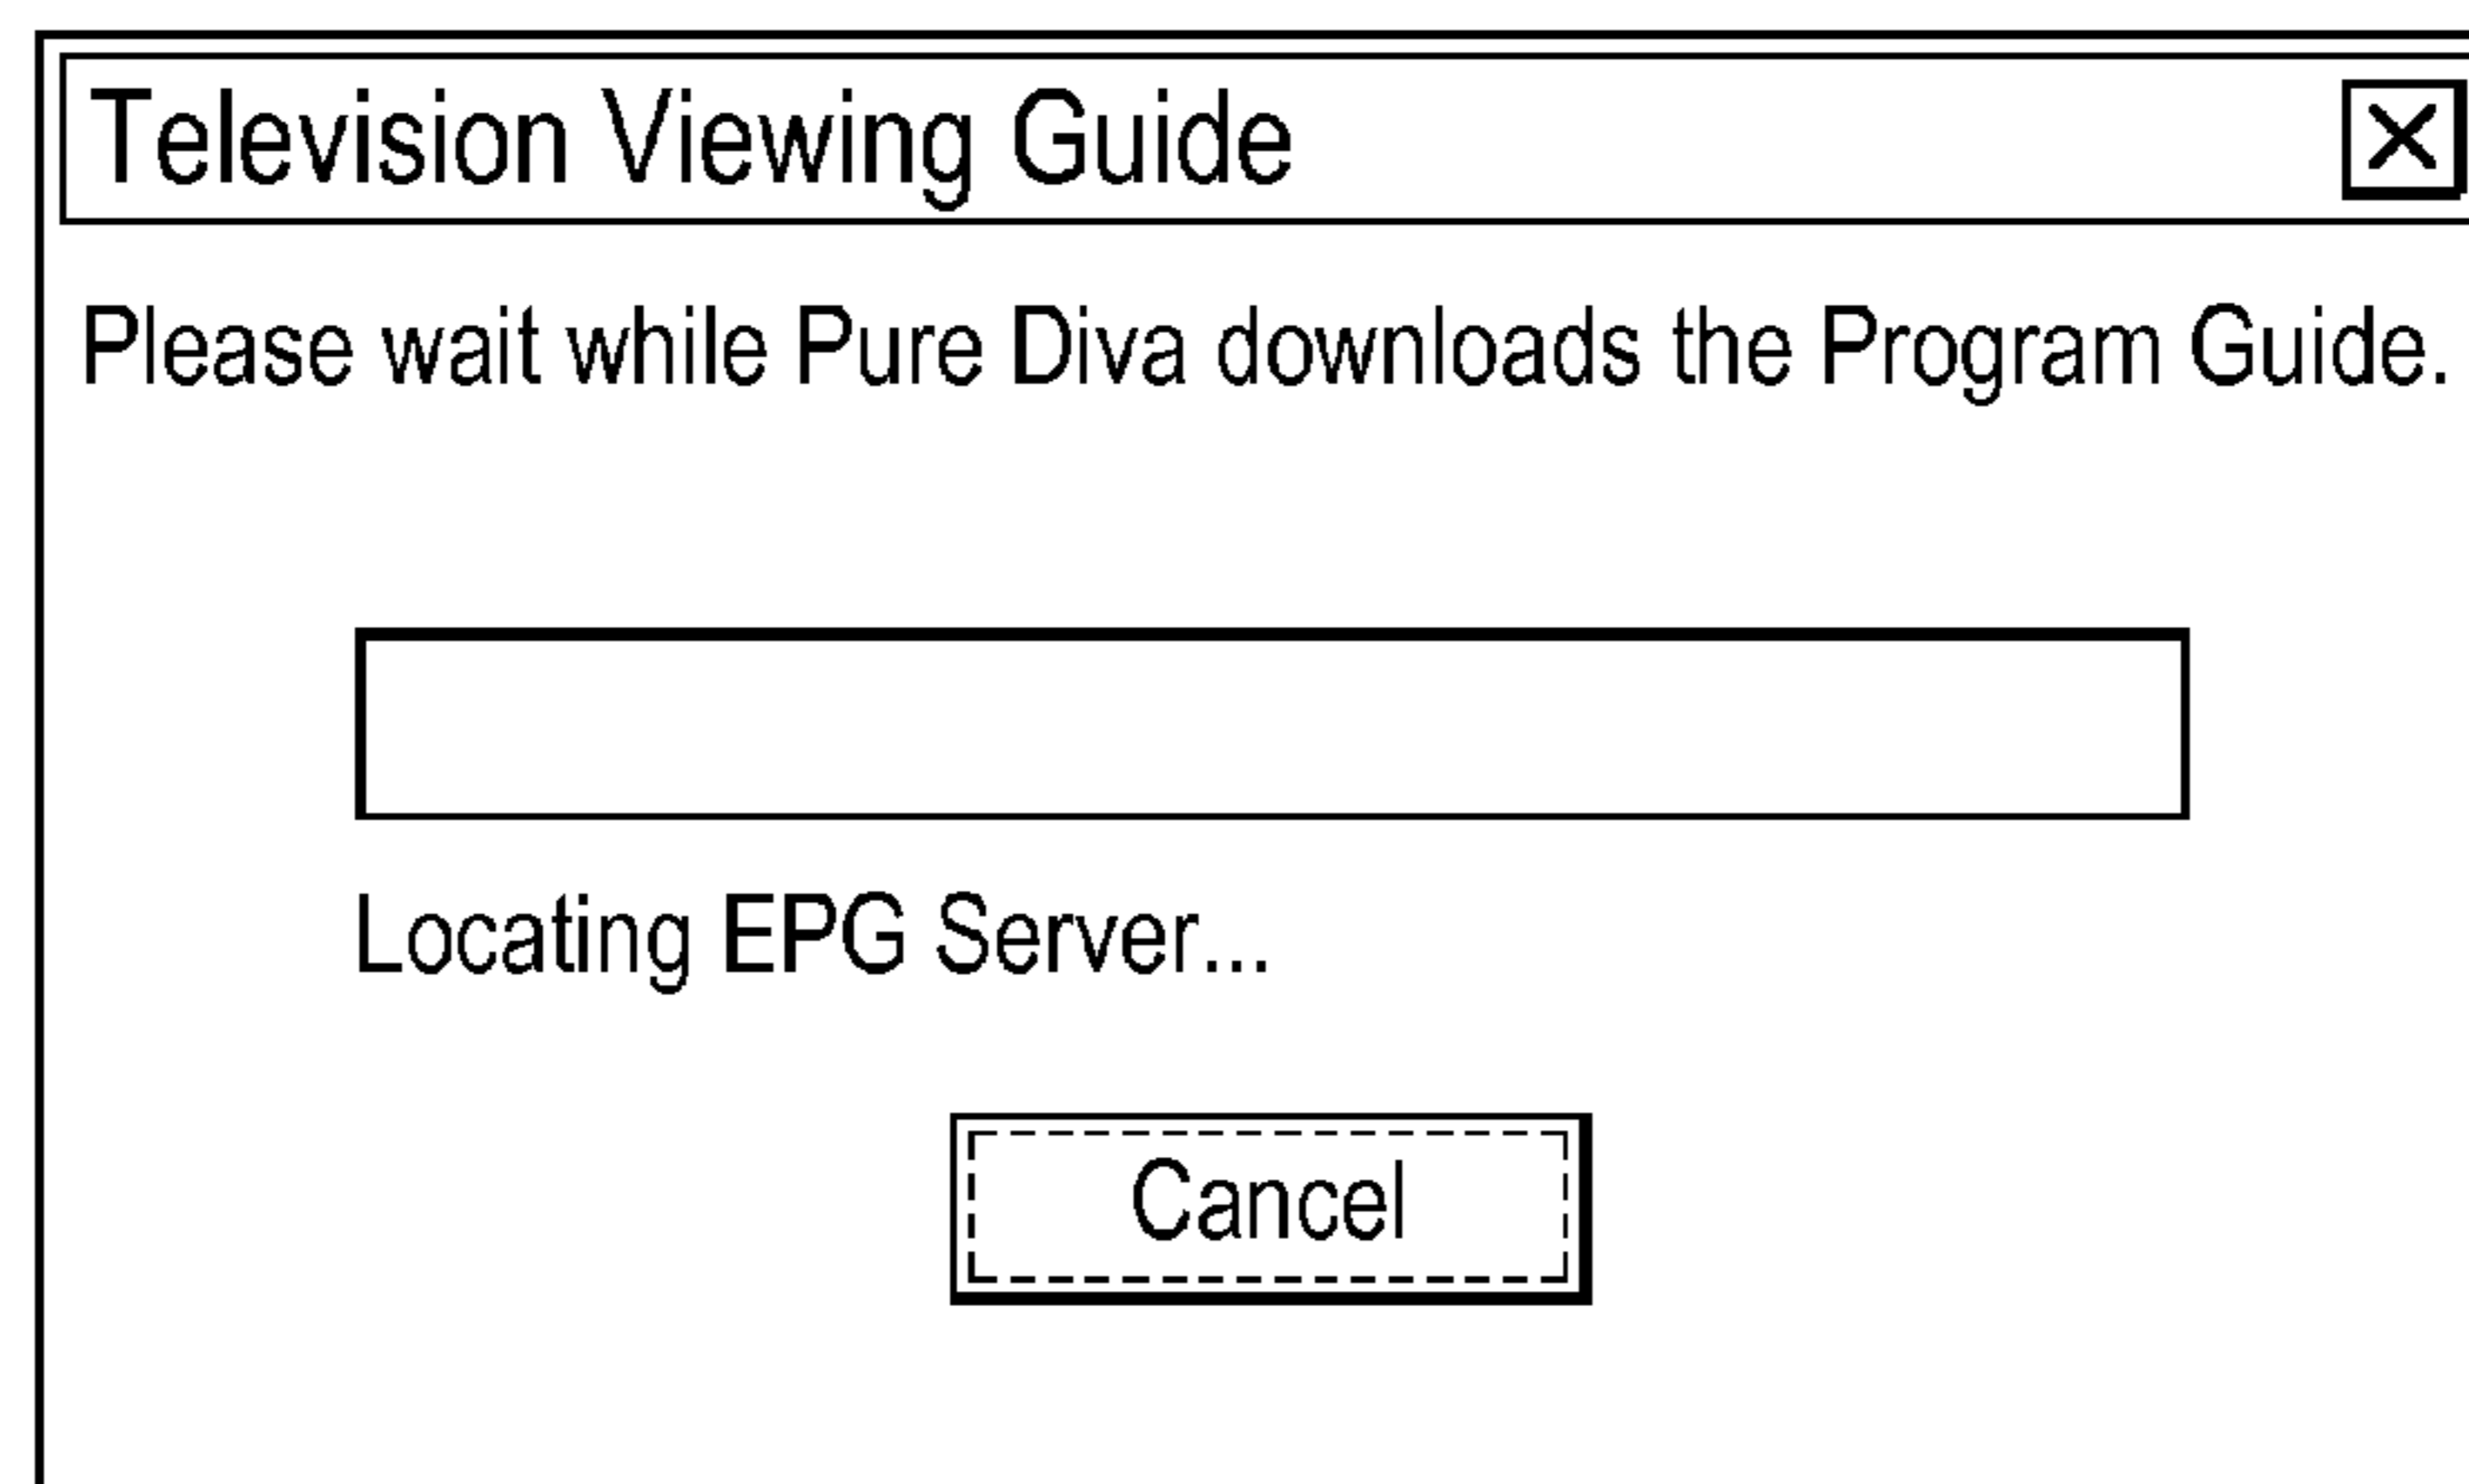 Television Viewing Guide
Please wait while Pure Diva downloads the Program Guide.
Locating EPG Server...
Cancel